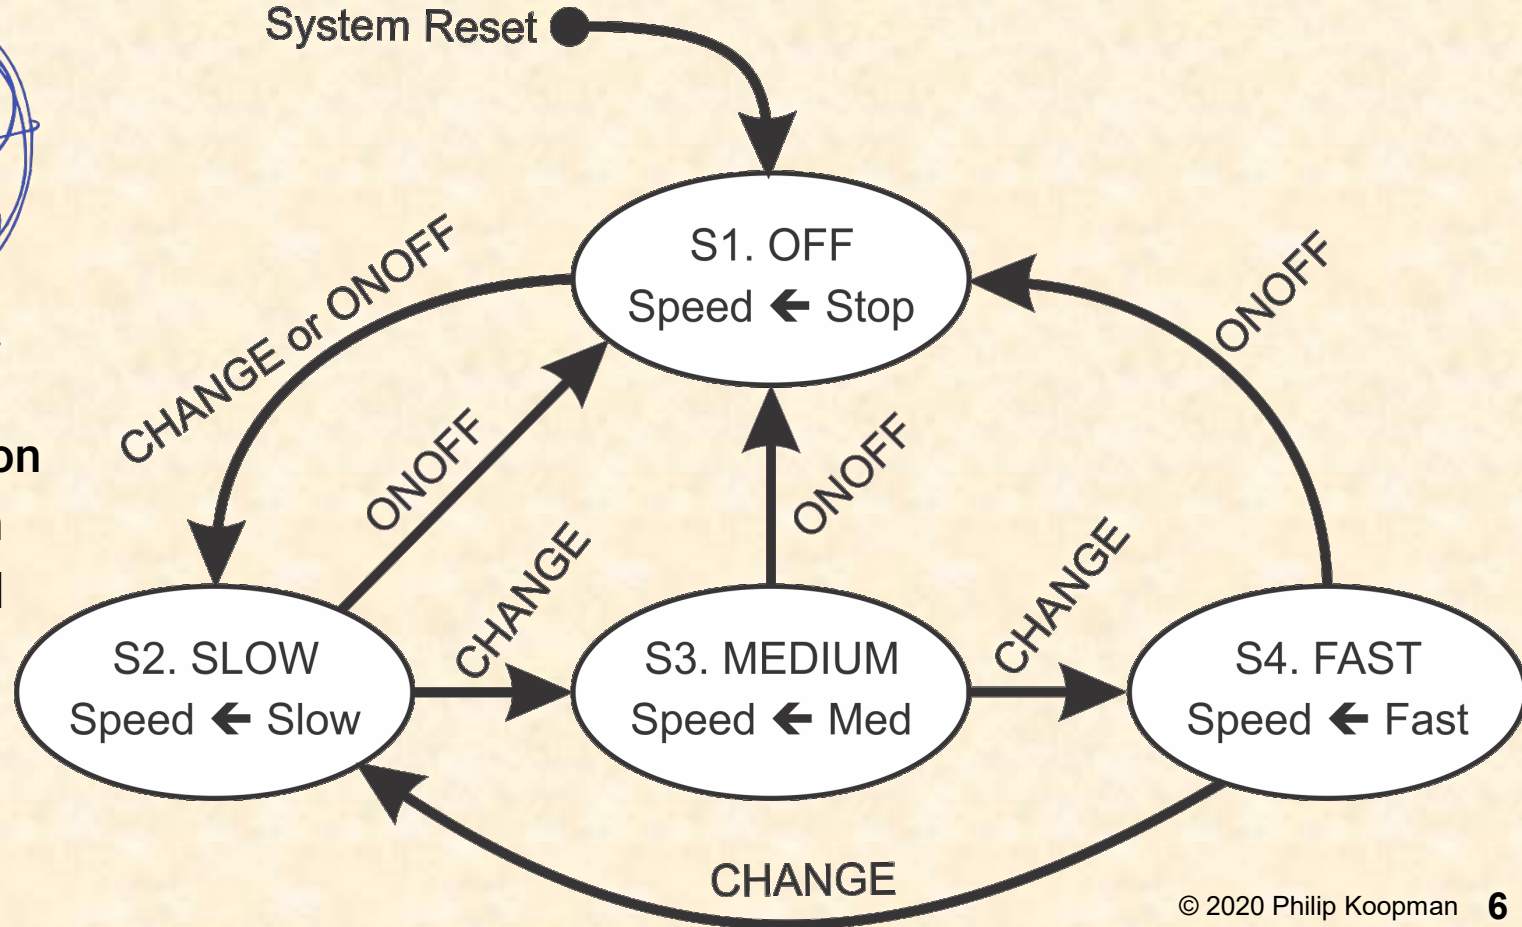 System Reset
S1. OFF
Speed 🡰 Stop
CHANGE or ONOFF
ONOFF
ONOFF
ONOFF
on
CHANGE
CHANGE
S2. SLOW
Speed 🡰 Slow
S3. MEDIUM
Speed 🡰 Med
S4. FAST
Speed 🡰 Fast
CHANGE
© 2020 Philip Koopman 6